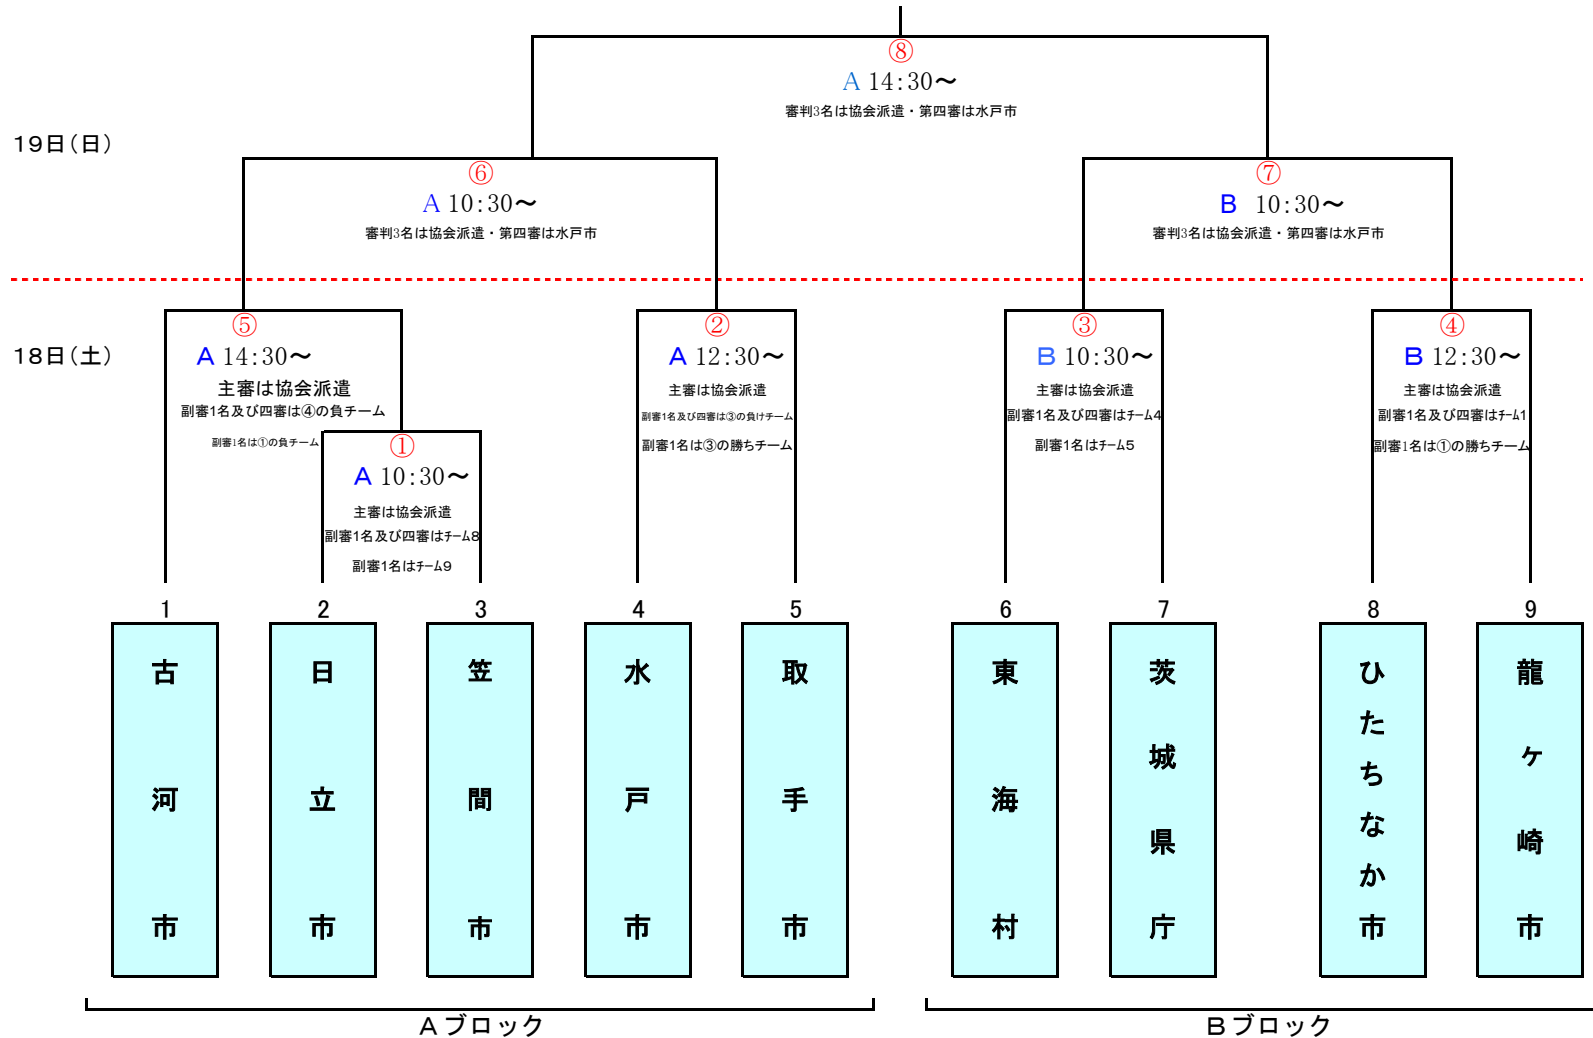 ⑧
A 14:30～
審判3名は協会派遣・第四審は水戸市
19日(日)
⑥
A 10:30～
審判3名は協会派遣・第四審は水戸市
⑦
B 10:30～
審判3名は協会派遣・第四審は水戸市
18日(土)
⑤
A 14:30～
主審は協会派遣
副審1名及び四審は④の負チーム
副審1名は①の負チーム
①
A 10:30～
主審は協会派遣
副審1名及び四審はﾁｰﾑ8
副審1名はﾁｰﾑ9
②
A 12:30～
主審は協会派遣
副審1名及び四審は③の負けチーム
副審1名は③の勝ちチーム
③
B 10:30～
主審は協会派遣
副審1名及び四審はﾁｰﾑ4
副審1名はﾁｰﾑ5
④
B 12:30～
主審は協会派遣
副審1名及び四審はﾁｰﾑ1
副審1名は①の勝ちチーム
1
2
3
4
5
6
7
8
9
古河市
日立市
笠間市
水戸市
取手市
東海村
茨城県庁
ひたちなか市
龍ケ崎市
Aブロック
Bブロック